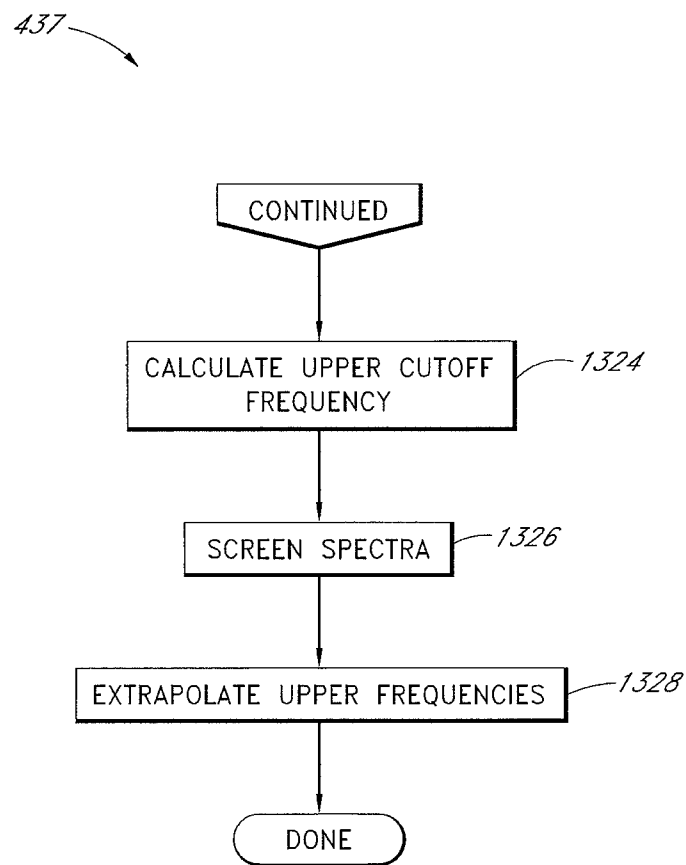 437
CONTINUED
CALCULATE UPPER CUTOFF
FREQUENCY
1324
SCREEN SPECTRA
1326
EXTRAPOLATE UPPER FREQUENCIES
1328
DONE